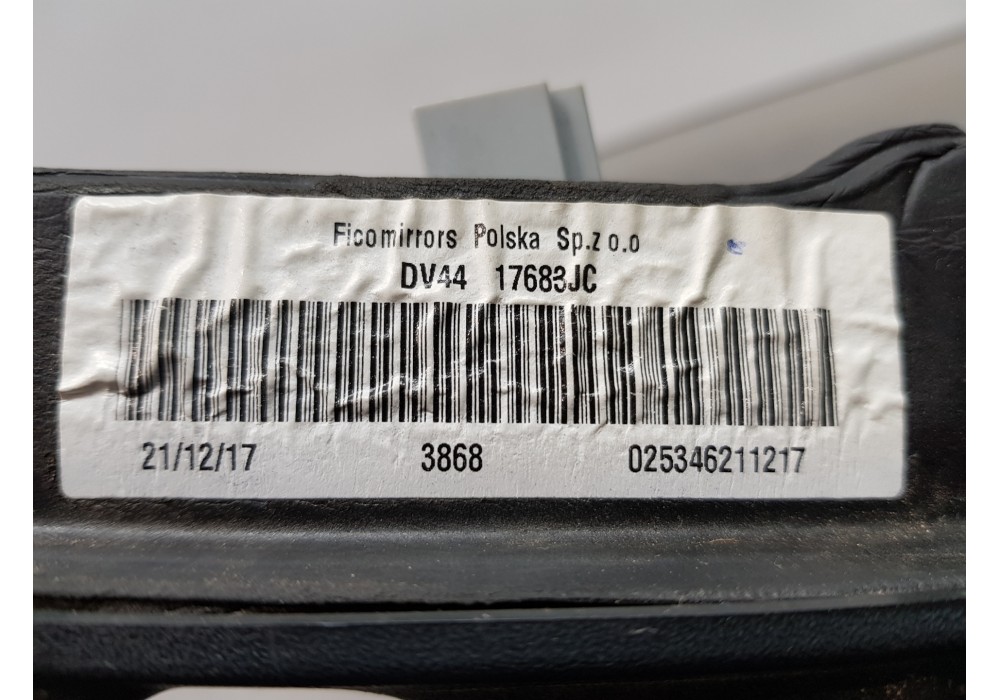 Ficomirrors Polska Sp.z o.o
DV44 17683JC
21/12/17 3868 025346211217